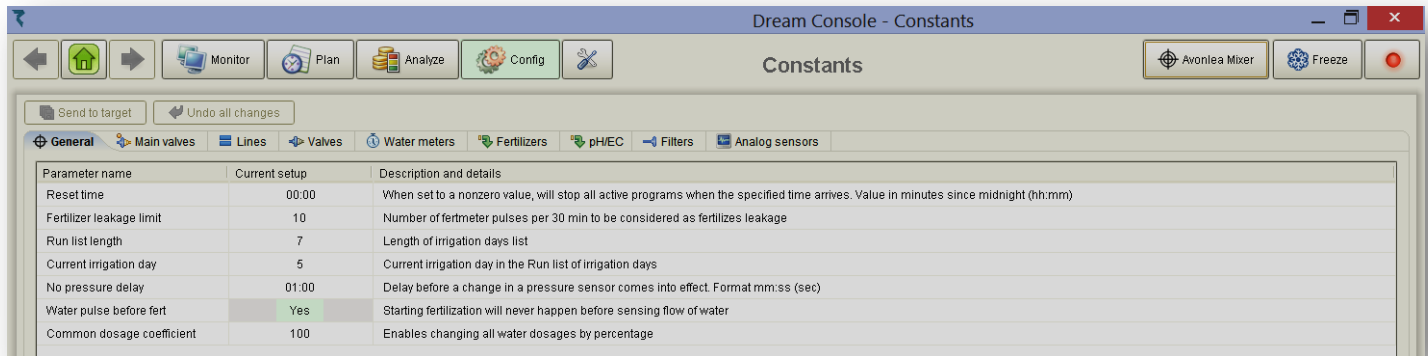 Dream Console - Constants
Monitor Plan Analyze Config Constants Avonlea Mixer Freeze
Send to target Undo all changes
General Main valves Lines Valves Water meters Fertilizers pH/EC Filters Analog sensors
Parameter name Current setup Description and details
Reset time 00:00 When set to a nonzero value, will stop all active programs when the specified time arrives. Value in minutes since midnight (hh:mm)
Fertilizer leakage limit 10 Number of fertmeter pulses per 30 min to be considered as fertilizes leakage
Run list length 7 Length of irrigation days list
Current irrigation day 5 Current irrigation day in the Run list of irrigation days
No pressure delay 01:00 Delay before a change in a pressure sensor comes into effect. Format mm:ss (sec)
Water pulse before fert Yes Starting fertilization will never happen before sensing flow of water
Common dosage coefficient 100 Enables changing all water dosages by percentage